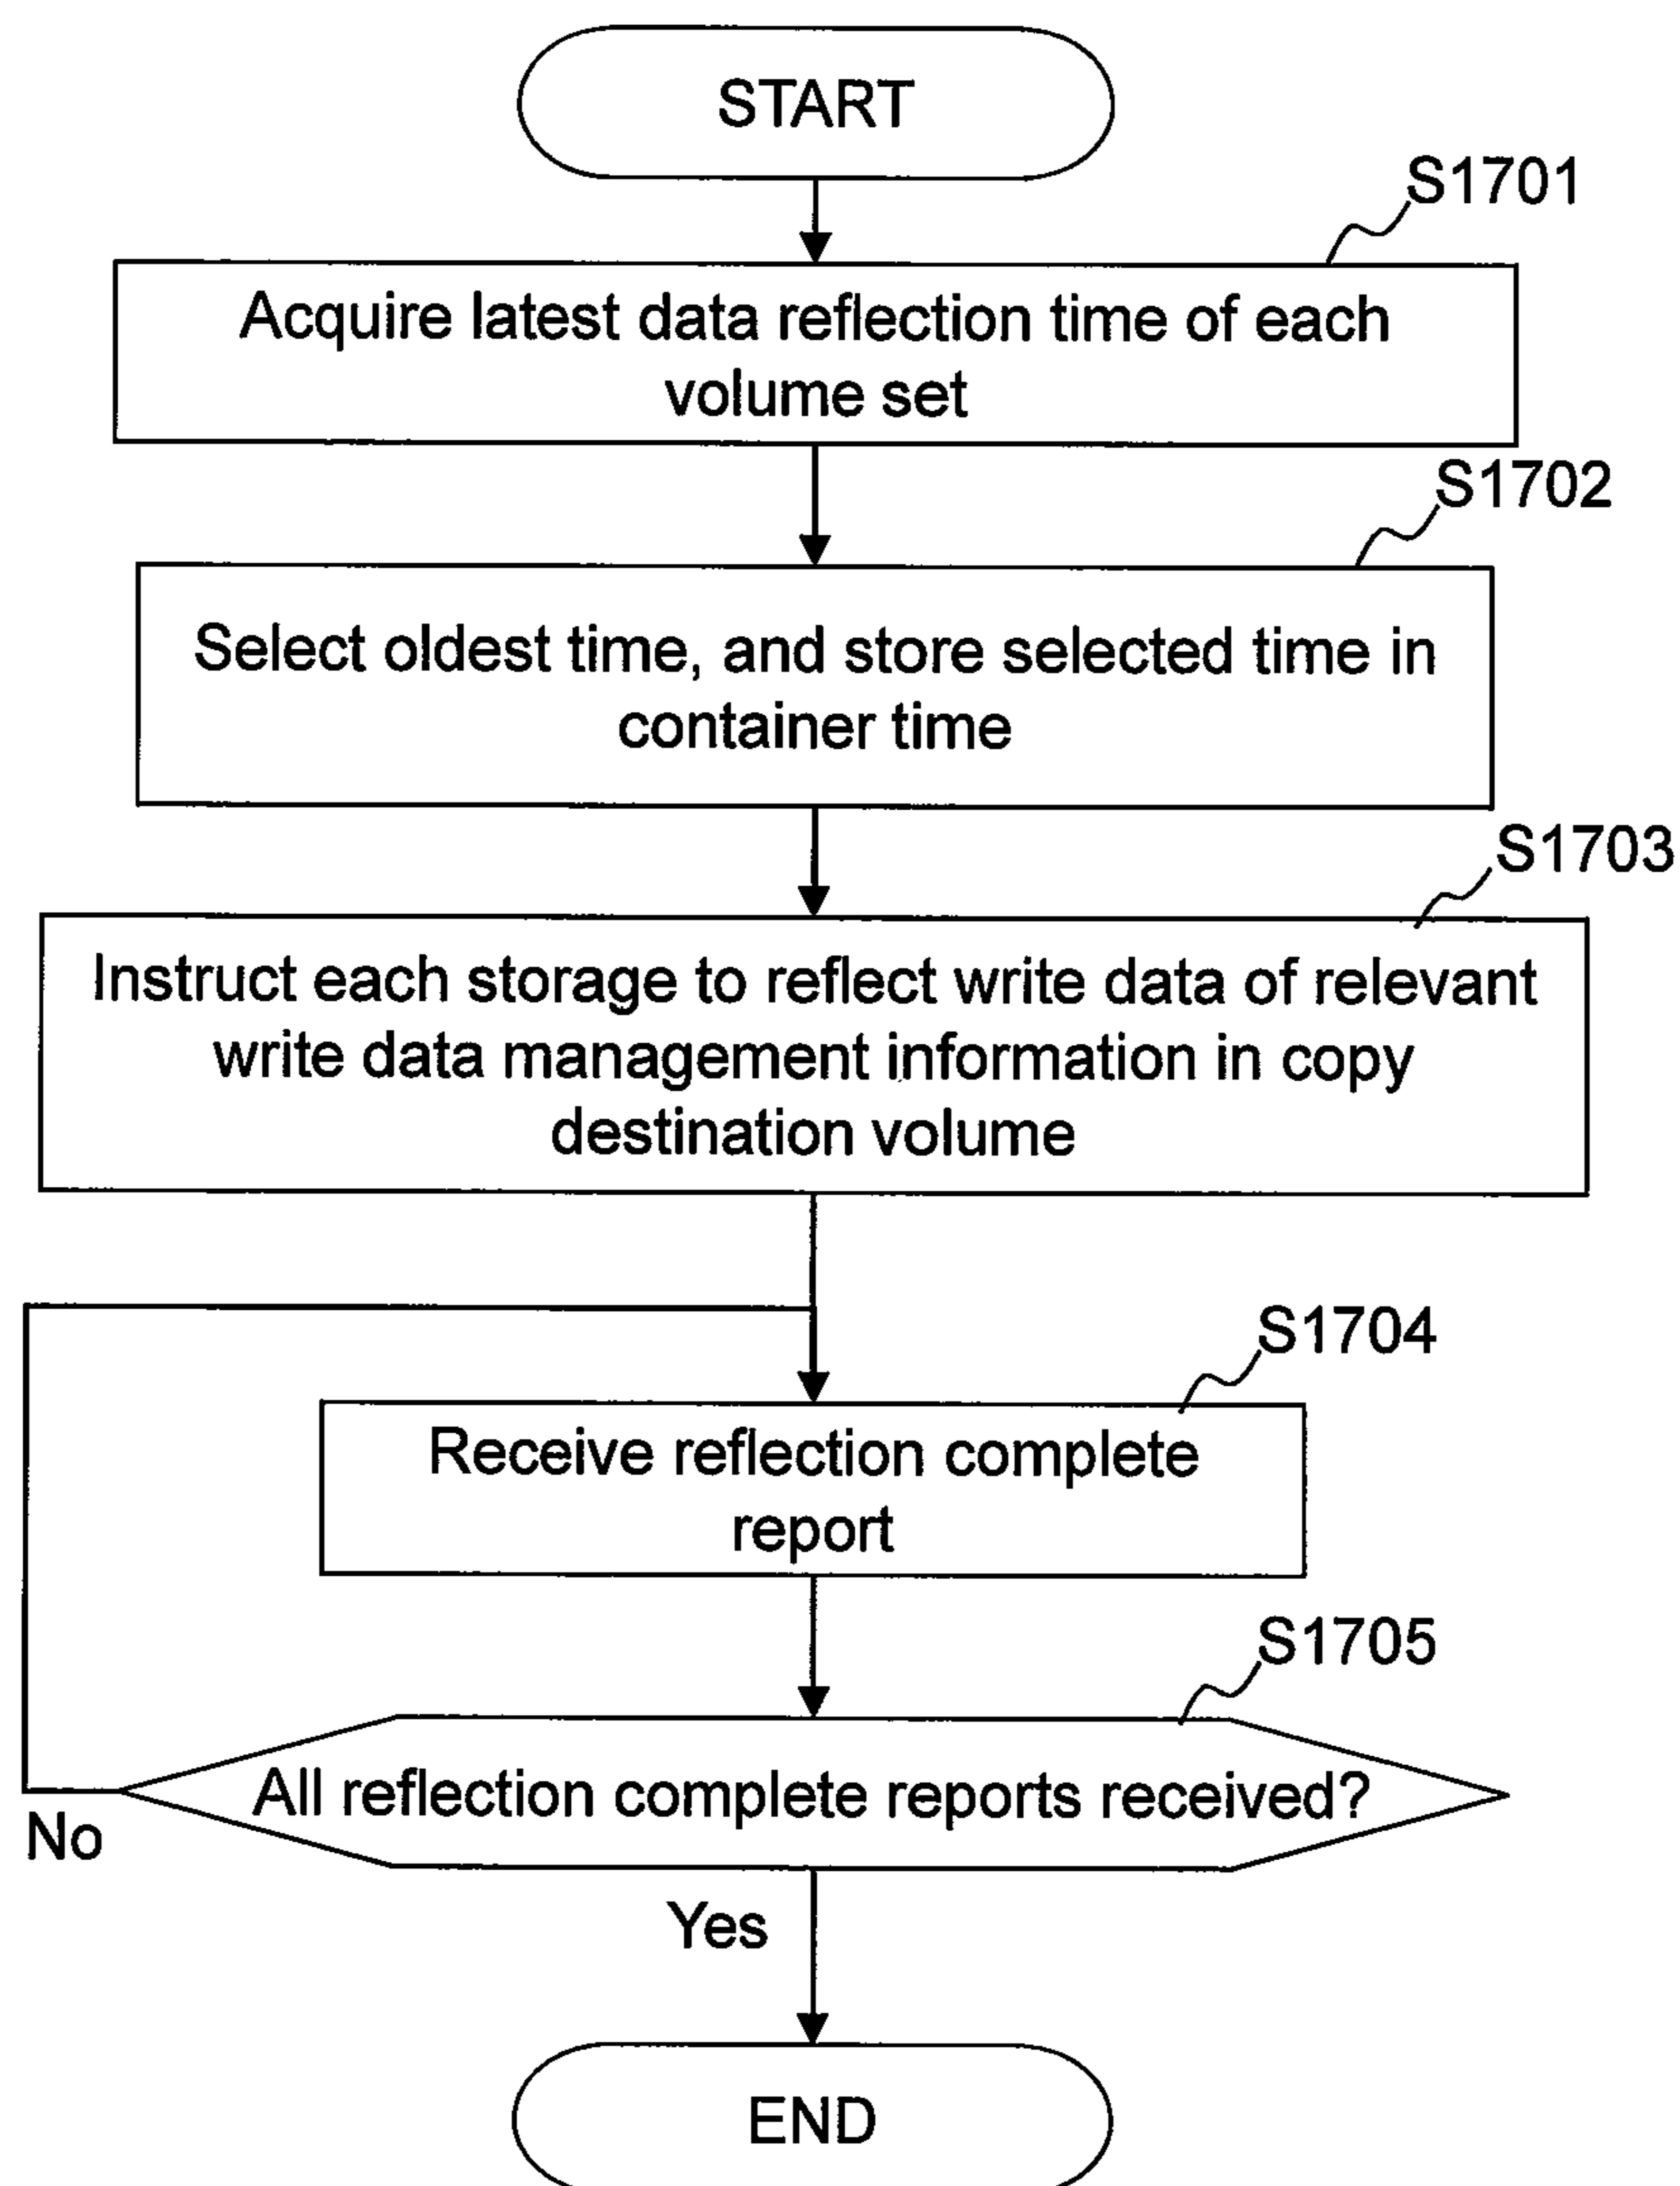 START
S1701
Acquire latest data reflection time of each
volume set
S1702
Select oldest time, and store selected time in
container time
S1703
Instruct each storage to reflect write data of relevant
write data management information in copy
destination volume
S1704
Receive reflection complete
report
S1705
All reflection complete reports received?
No
Yes
END